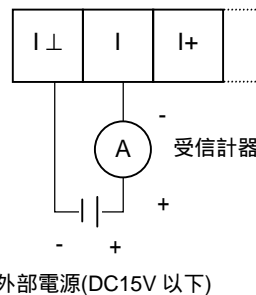 I ⊥ I I+
-
A 受信計器
+
- +
外部電源(DC15V 以下)